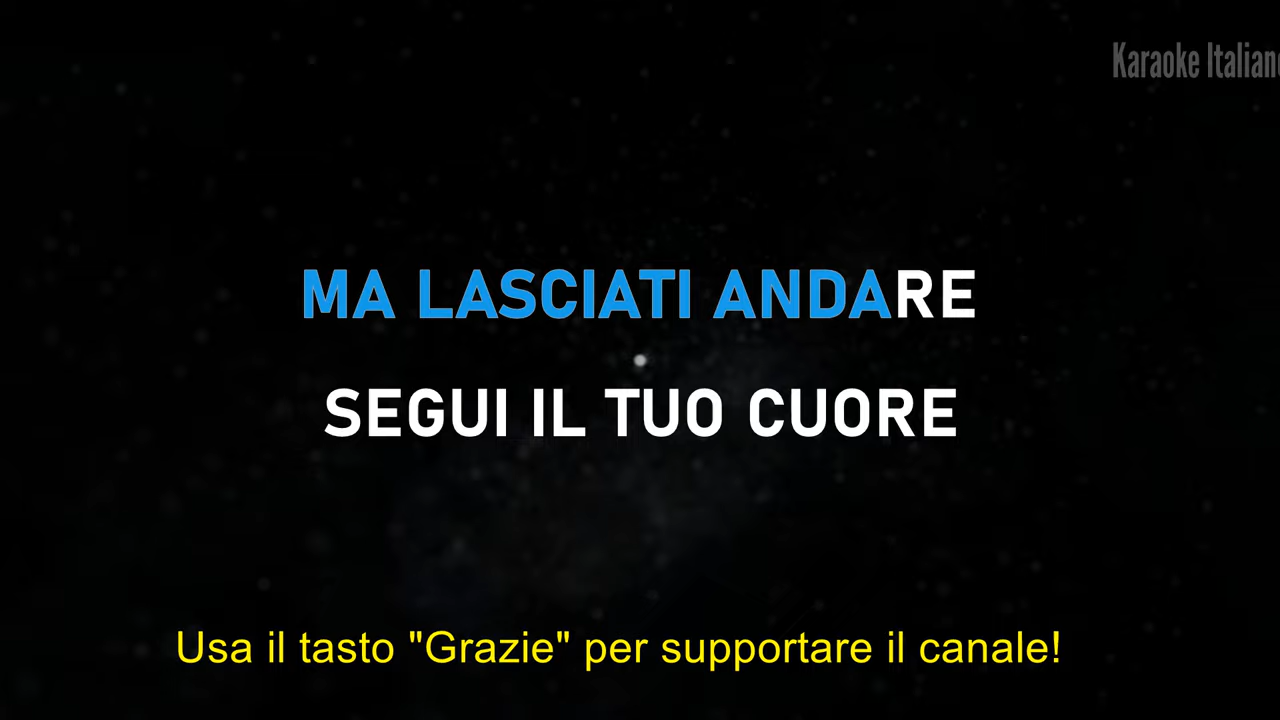 Karaoke Italian
MA LASCIATI ANDARE
SEGUI IL TUO CUORE
Usa il tasto "Grazie" per supportare il canale!